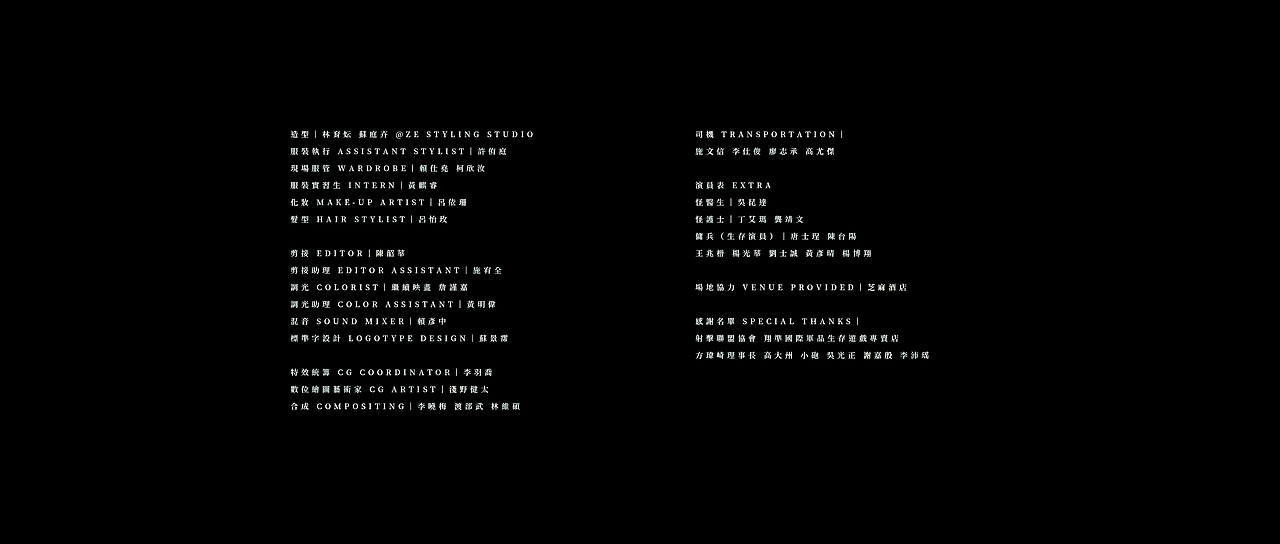 造型｜林育妘 蘇庭卉 @ZE STYLING STUDIO
服裝執行 ASSISTANT STYLIST｜許侑庭
現場服管 WARDROBE｜賴仕堯 柯欣汝
服裝實習生 INTERN｜黃麒睿
化妝 MAKE-UP ARTIST｜呂依珊
髮型 HAIR STYLIST｜呂怡玫
剪接 EDITOR｜陳韶華
剪接助理 EDITOR ASSISTANT｜施宥全
調光 COLORIST｜繼續映畫 詹謹嘉
調光助理 COLOR ASSISTANT｜黃明偉
混音 SOUND MIXER｜賴彥中
標準字設計 LOGOTYPE DESIGN｜蘇景霈
特效統籌 CG COORDINATOR｜李羽喬
數位繪圖藝術家 CG ARTIST｜淺野健太
合成 COMPOSITING｜李曉梅 渡部武 林維碩
司機 TRANSPORTATION｜
施文信 李仕俊 廖志承 高尤傑
演員表 EXTRA
怪醫生｜吳昆達
怪護士｜丁艾瑪 龔靖文
傭兵（生存演員）｜唐士珵 陳台陽
王兆楷 楊光華 劉士誠 黃彥晴 楊博翔
場地協力 VENUE PROVIDED｜芝麻酒店
感謝名單 SPECIAL THANKS｜
射擊聯盟協會 翔準國際軍品生存遊戲專賣店
方瑋崎理事長 高大州 小砲 吳光正 謝嘉殷 李沛瑀